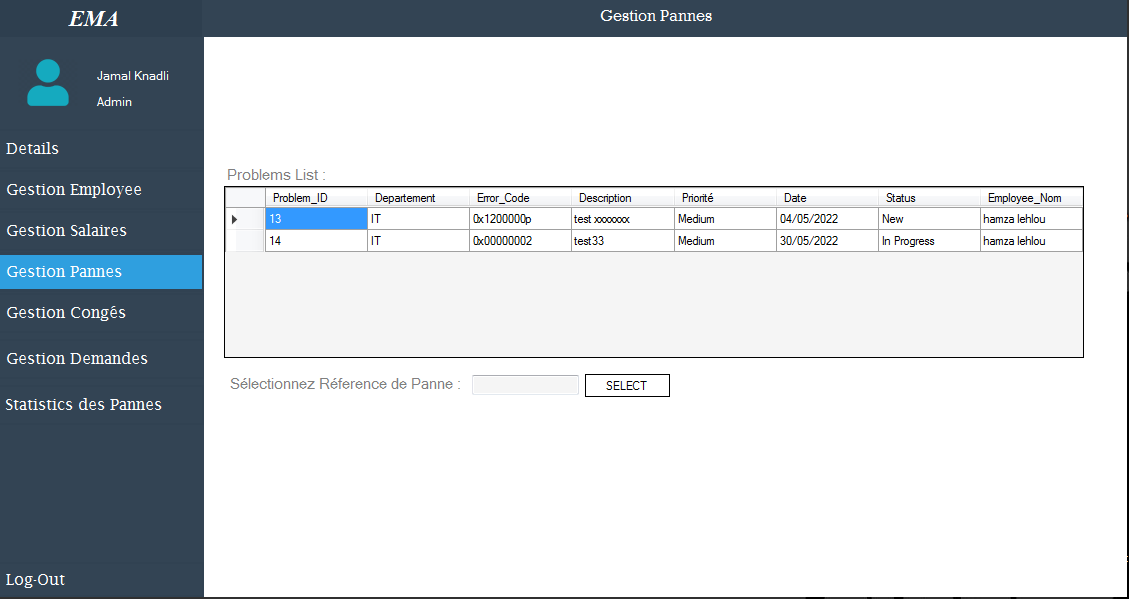 EMA
Gestion Pannes
Jamal Knadli
Admin
Details
Gestion Employee
Gestion Salaires
Gestion Pannes
Gestion Congés
Gestion Demandes
Statistics des Pannes
Log-Out
Problems List :
Problem_ID Departement Error_Code Description Priorité Date Status Employee_Nom
13 IT 0x1200000p test xxxxxxx Medium 04/05/2022 New hamza lehlou
14 IT 0x00000002 test33 Medium 30/05/2022 In Progress hamza lehlou
Sélectionnez Réference de Panne : SELECT